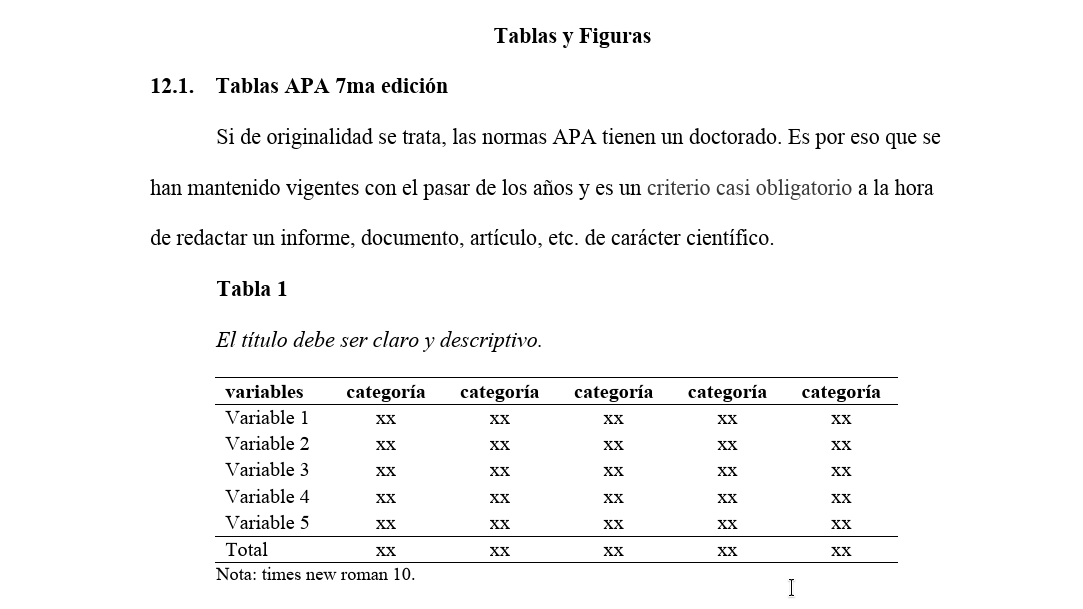 Tablas y Figuras
12.1. Tablas APA 7ma edición
Si de originalidad se trata, las normas APA tienen un doctorado. Es por eso que se
han mantenido vigentes con el pasar de los años y es un criterio casi obligatorio a la hora
de redactar un informe, documento, artículo, etc. de carácter científico.
Tabla 1
El título debe ser claro y descriptivo.
variables categoría categoría categoría categoría categoría
Variable 1 xx xx xx xx xx
Variable 2 xx xx xx xx xx
Variable 3 xx xx xx xx xx
Variable 4 xx xx xx xx xx
Variable 5 xx xx xx xx xx
Total xx xx xx xx xx
Nota: times new roman 10.